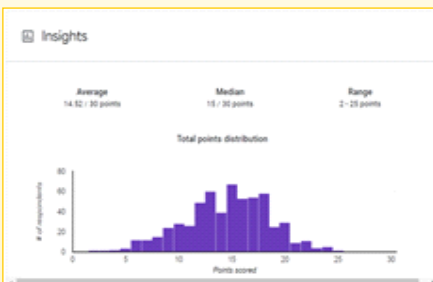 Insights
Average Median Range
14.52 / 30 points 15 / 30 points 2 - 25 points
Total points distribution
80
60
40
20
0
# of respondents
0 5 10 15 20 25 30
Points scored